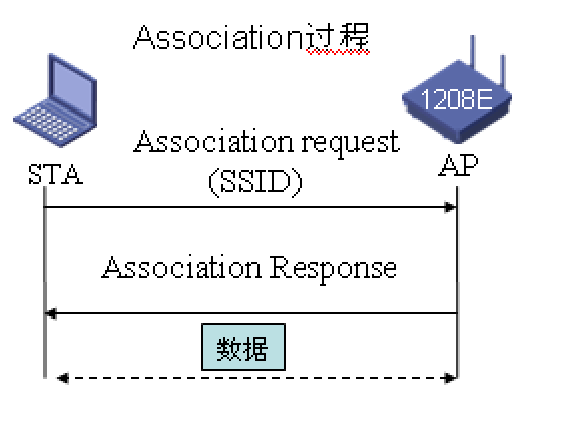 Association过程
1208E
Association request
(SSID)
STA
AP
Association Response
数据